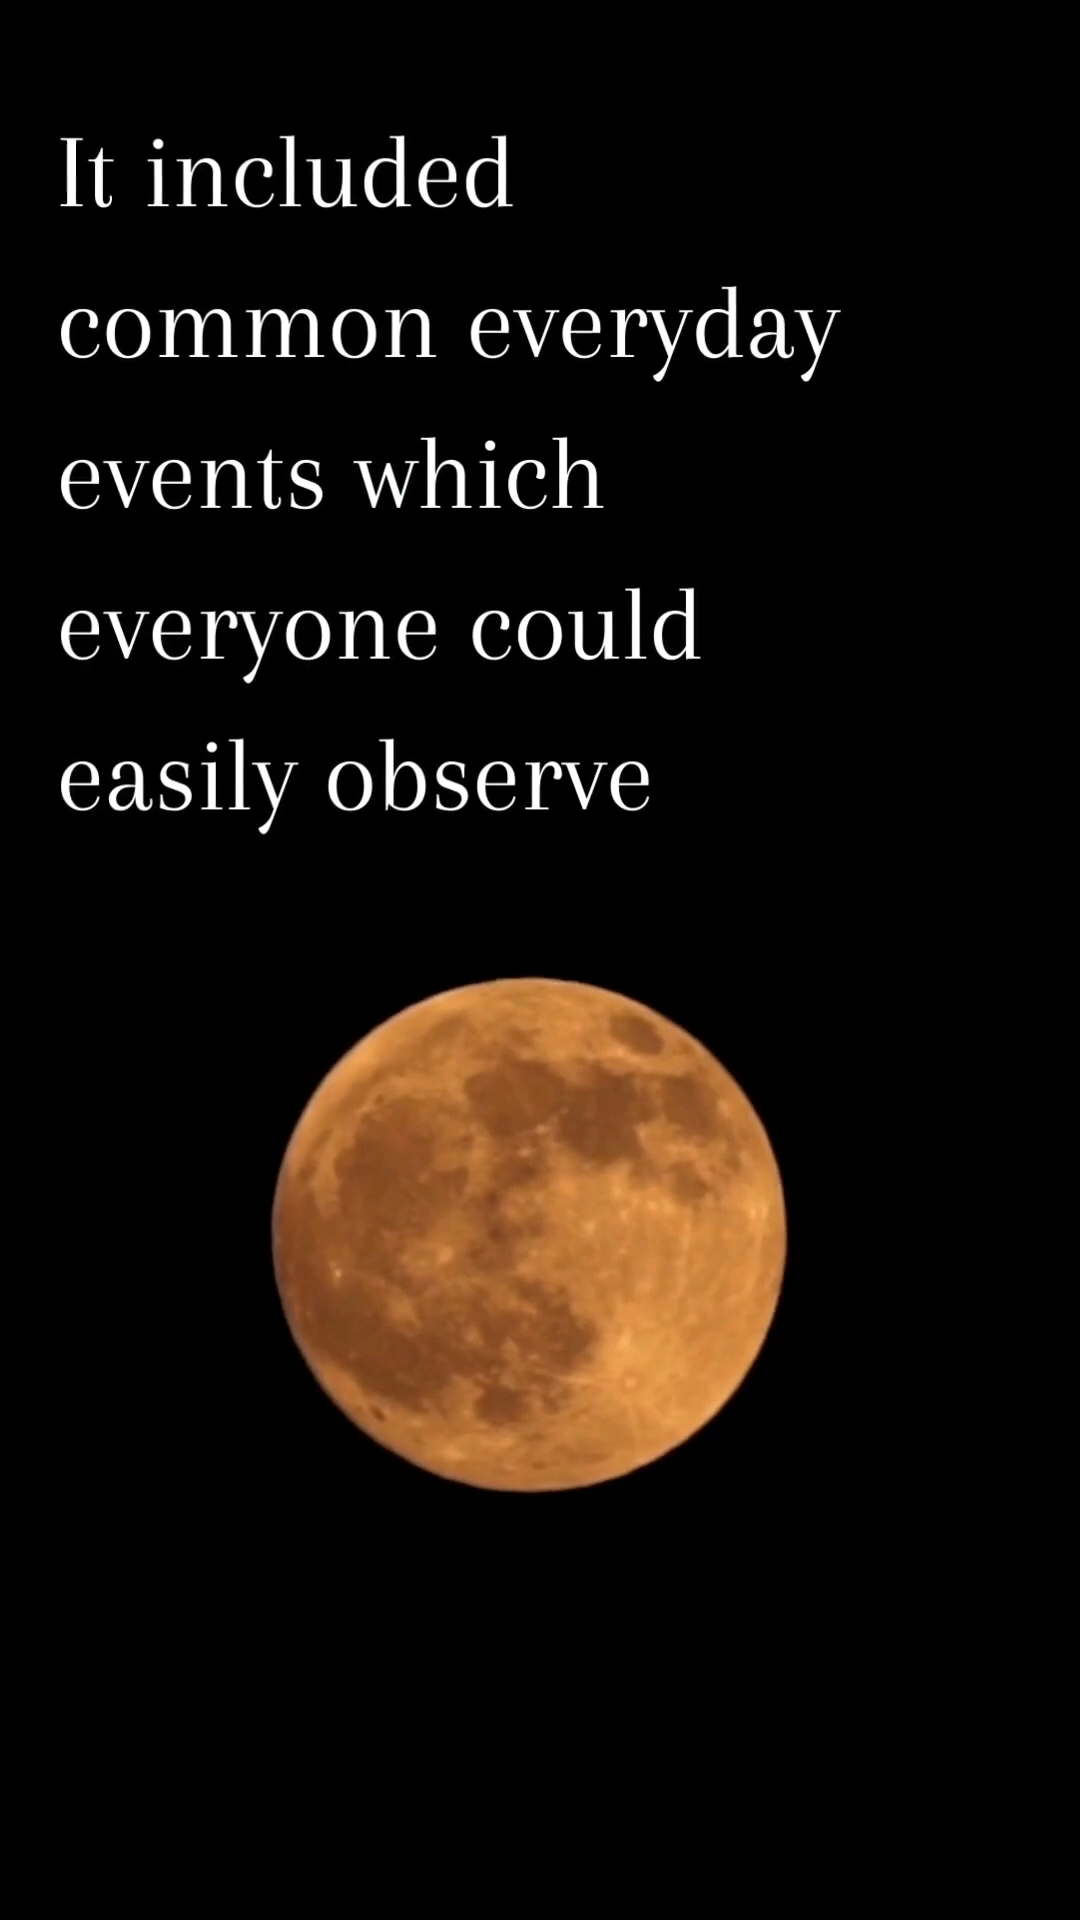 It included
common everyday
events which
everyone could
easily observe